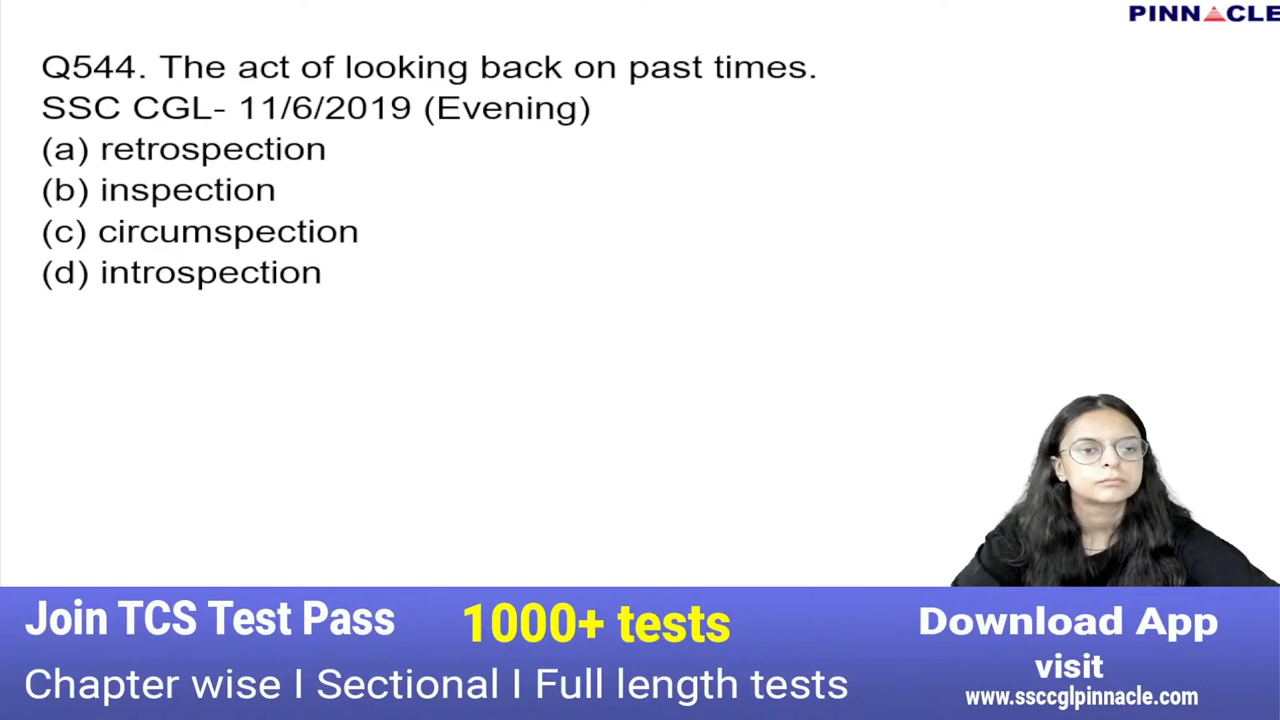 PINNACLE
Q544. The act of looking back on past times.
SSC CGL- 11/6/2019 (Evening)
(a) retrospection
(b) inspection
(c) circumspection
(d) introspection
Join TCS Test Pass
1000+ tests
Chapter wise I Sectional I Full length tests
Download App
visit
www.ssccglpinnacle.com